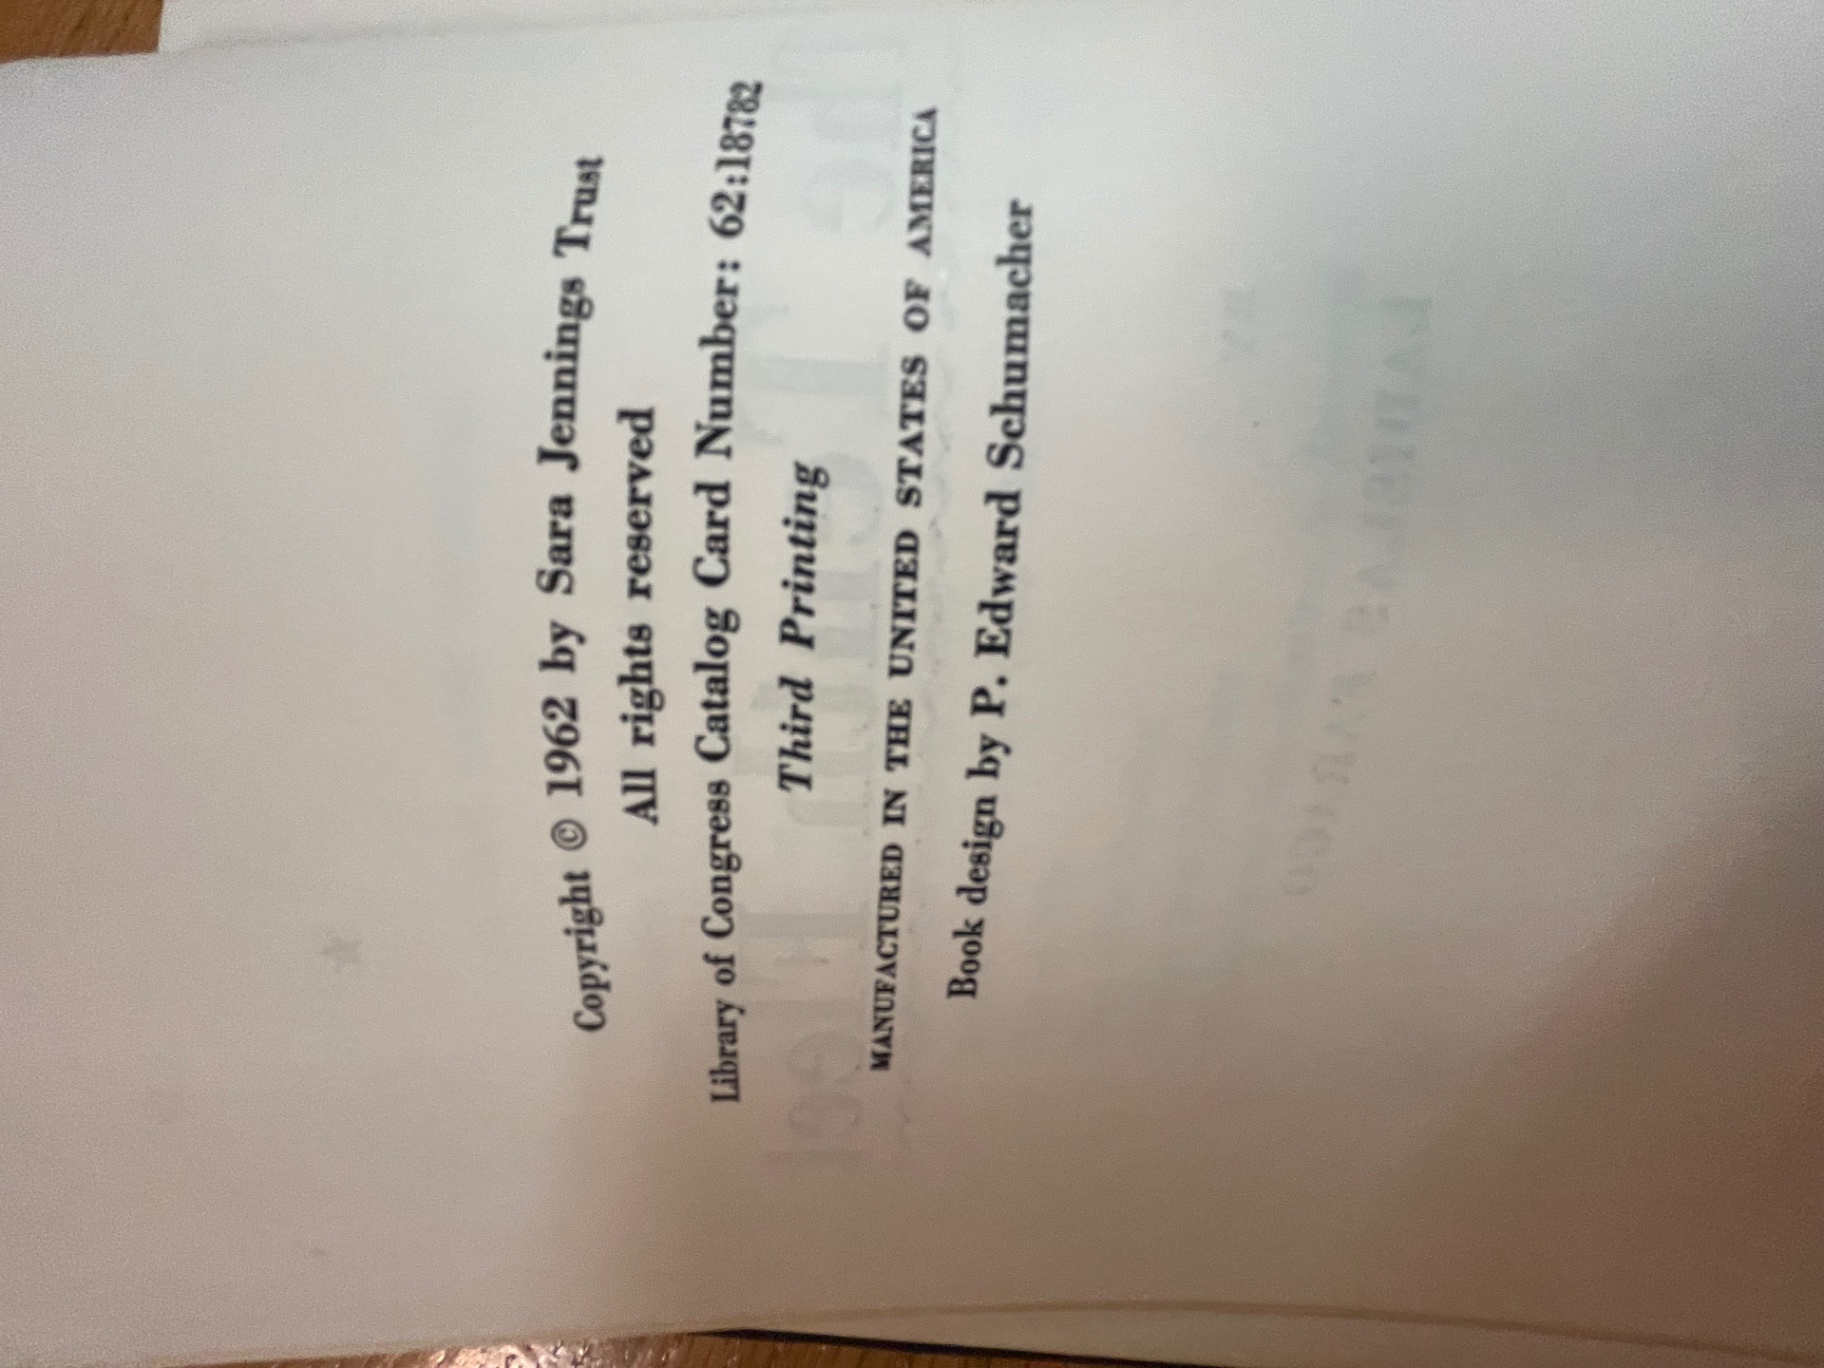 Copyright © 1962 by Sara Jennings Trust
All rights reserved
Library of Congress Catalog Card Number: 62:18782
Third Printing
MANUFACTURED IN THE UNITED STATES OF AMERICA
Book design by P. Edward Schumacher